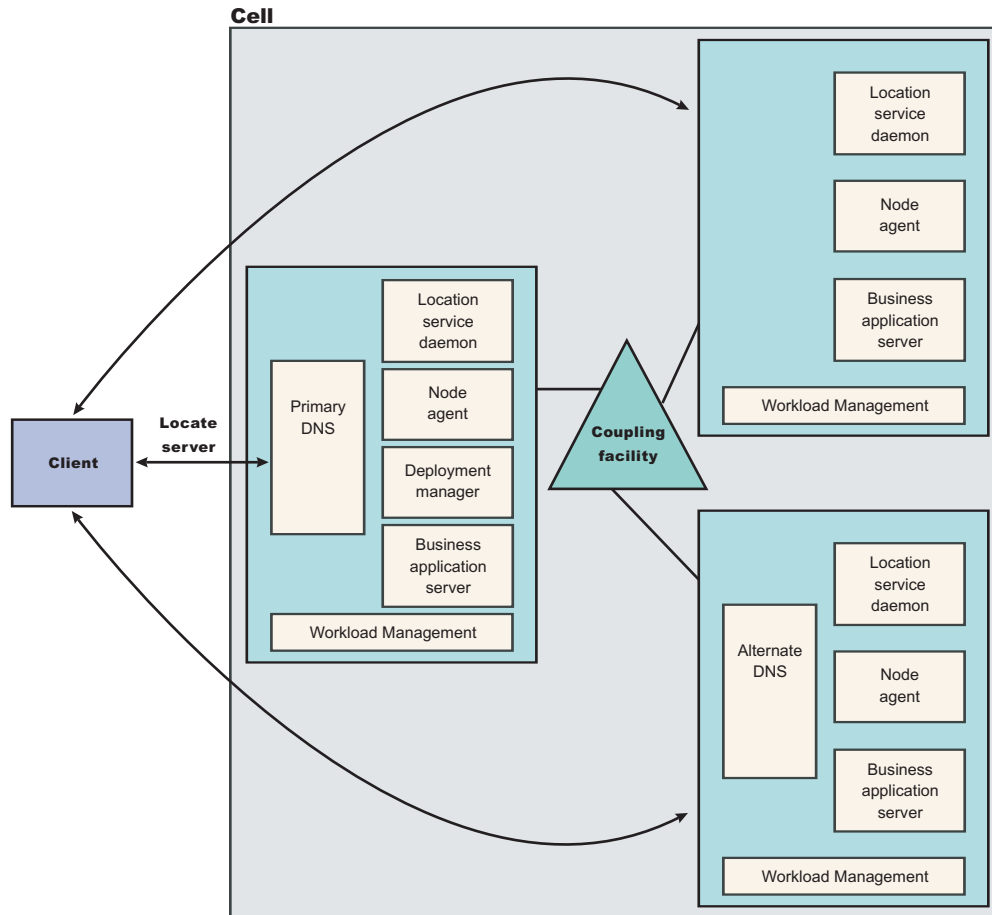 Cell
Location
service
daemon
Node
agent
Business
application
server
Workload Management
Location
service
daemon
Primary
DNS
Node
agent
Deployment
manager
Business
application
server
Workload Management
Coupling
facility
Locate
server
Client
Location
service
daemon
Alternate
DNS
Node
agent
Business
application
server
Workload Management